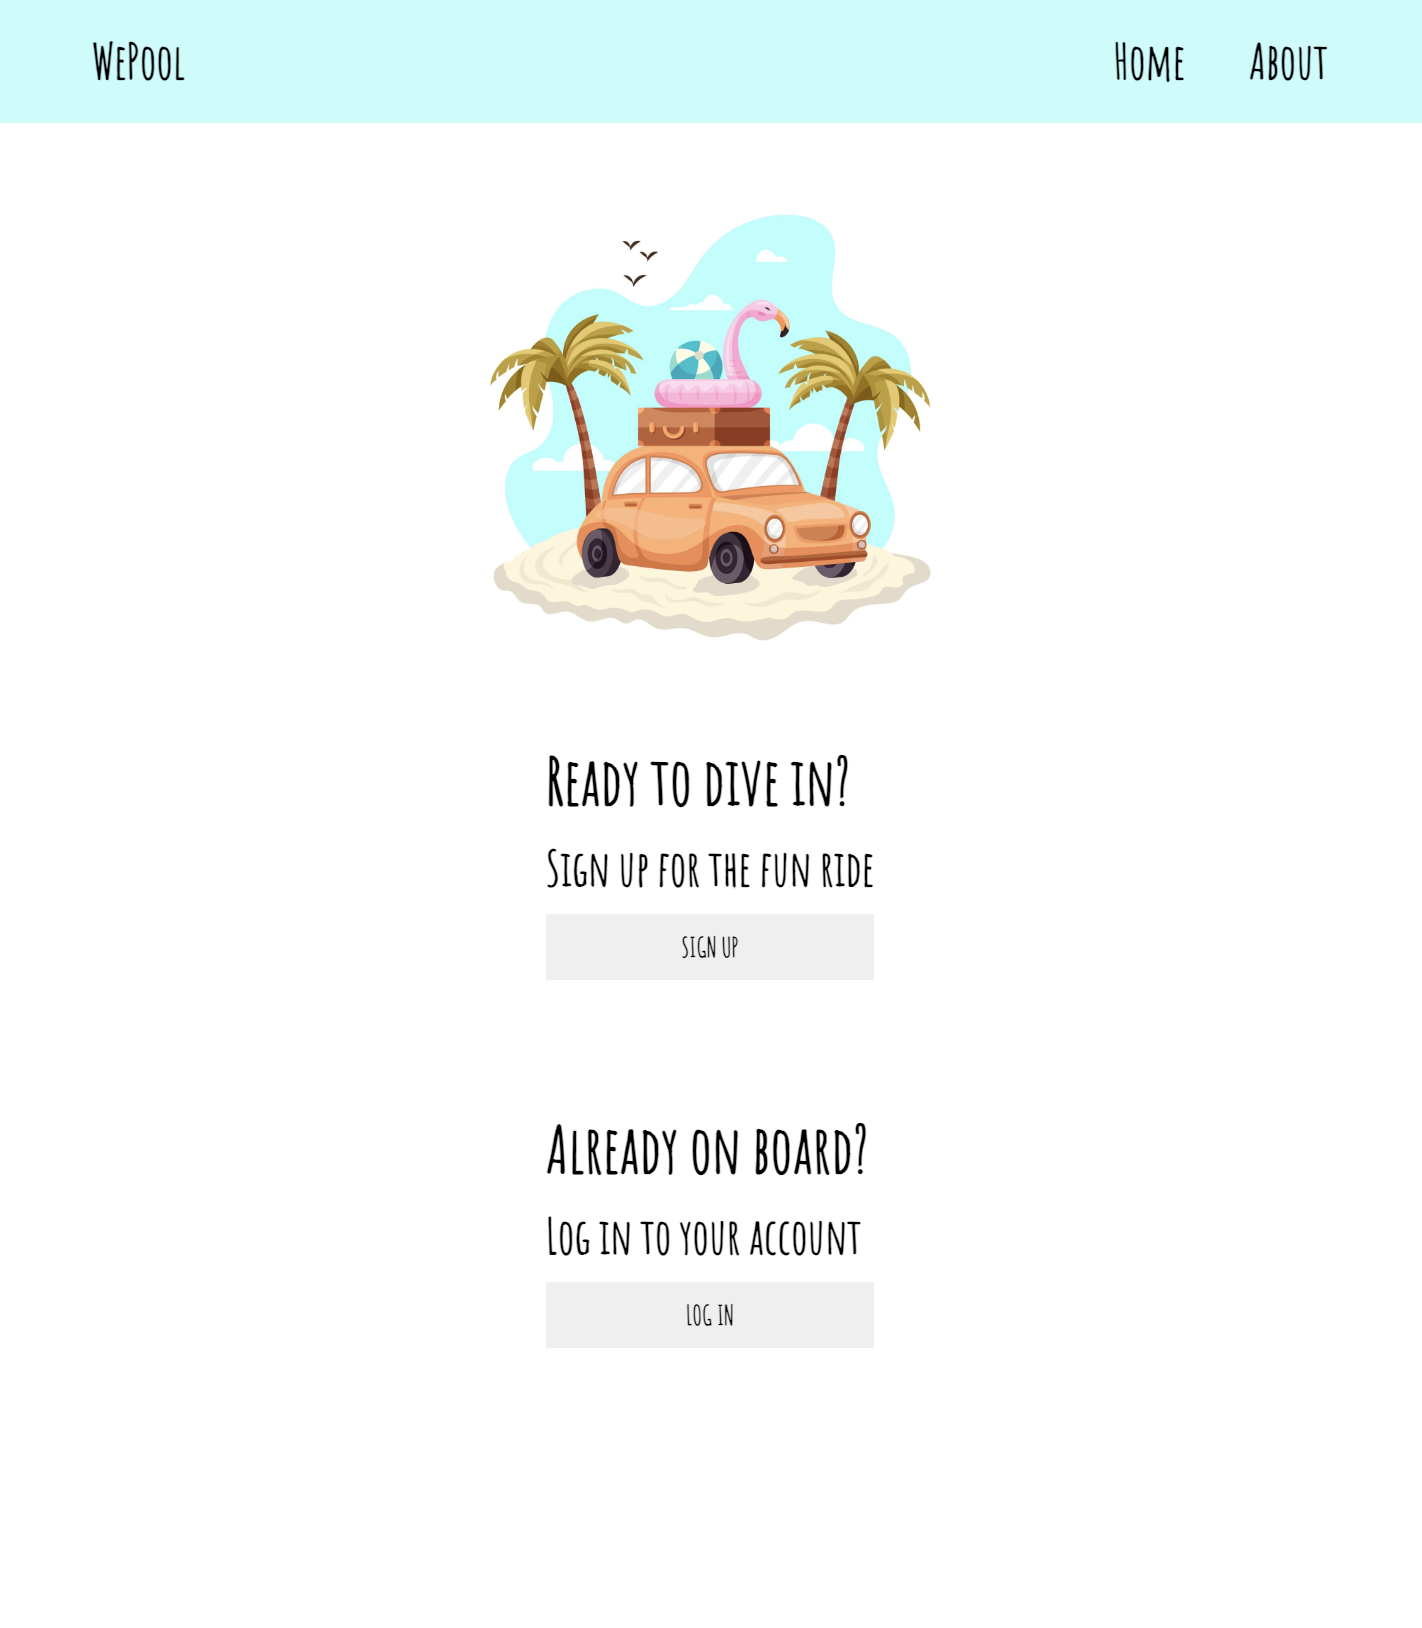 WePool
Home
About
Ready to dive in?
Sign up for the fun ride
SIGN UP
Already on board?
Log in to your account
LOG IN